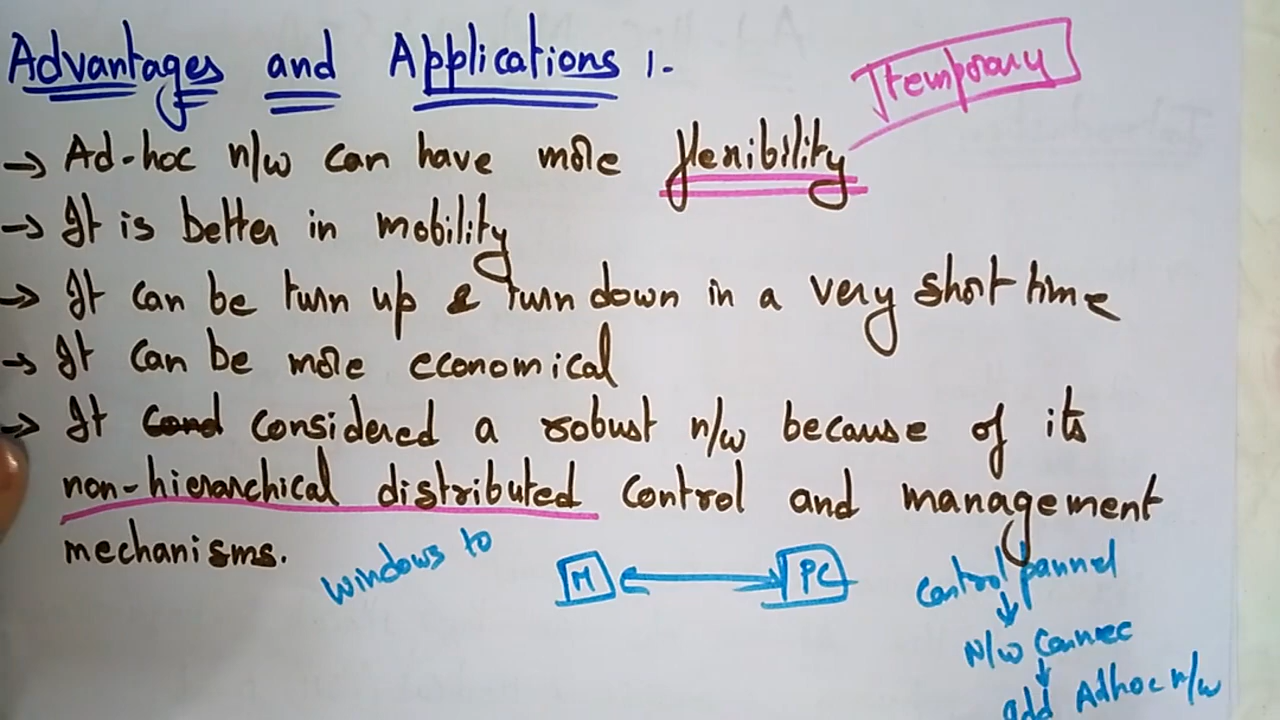 Advantages and Applications :-
Temporary
→ Ad-hoc n/w can have more flexibility
→ It is better in mobility
→ It can be turn up & turn down in a very short time
→ It can be more economical
→ It considered a robust n/w because of its
non-hierarchical distributed control and management
mechanisms.
windows to
M PC
Control pannel
↓
N/w Connec
↓
add Adhoc n/w